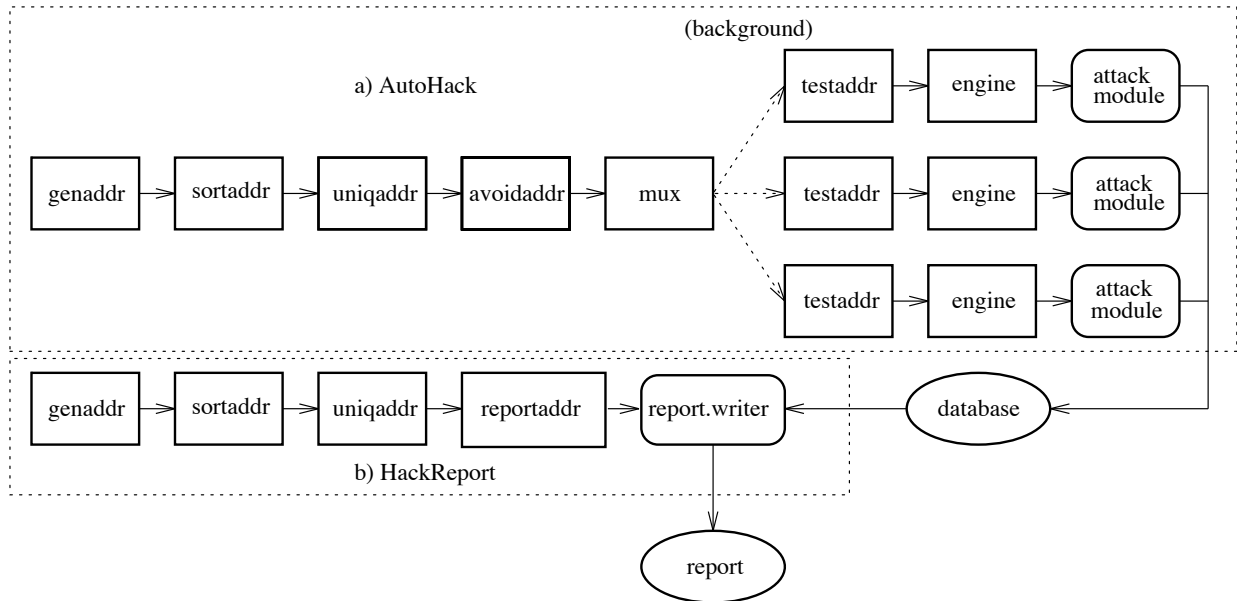 (background)
a) AutoHack
testaddr
engine
attack
module
genaddr
sortaddr
uniqaddr
avoidaddr
mux
testaddr
engine
attack
module
testaddr
engine
attack
module
genaddr
sortaddr
uniqaddr
reportaddr
report.writer
database
b) HackReport
report